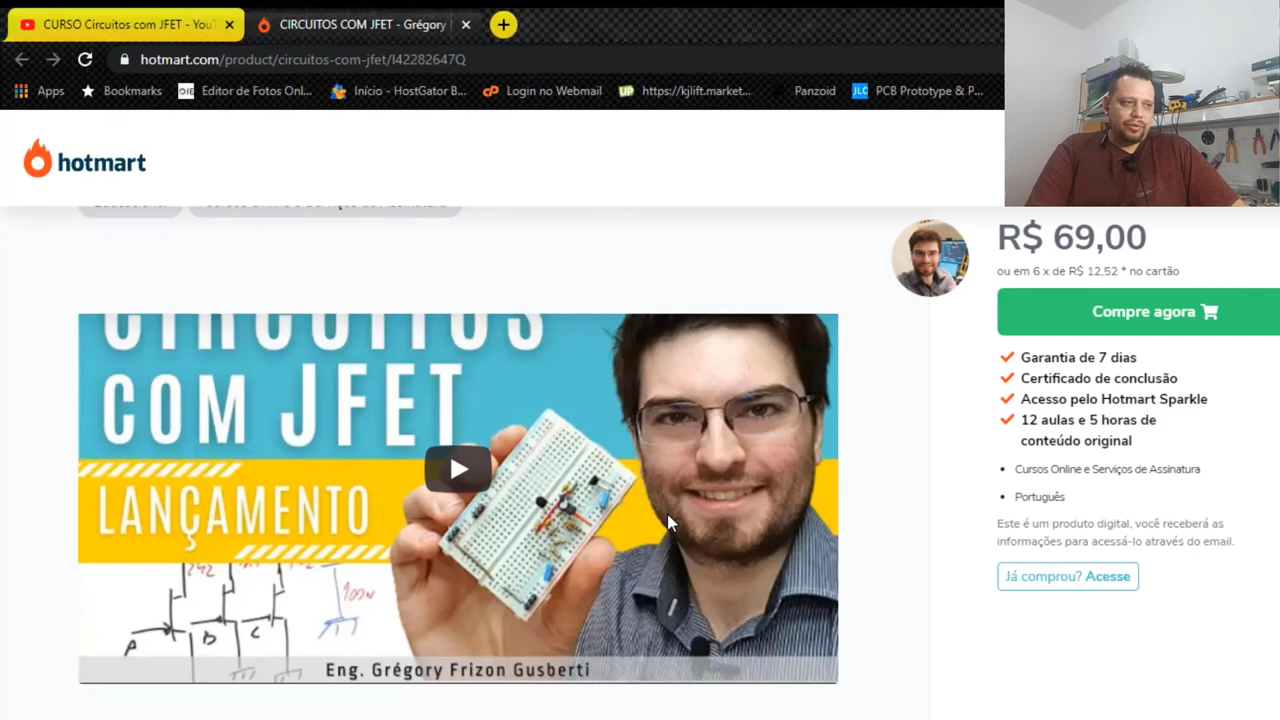 CURSO Circuitos com JFET - YouT
CIRCUITOS COM JFET - Grégory
hotmart.com/product/circuitos-com-jfet/I42282647Q
Apps
Bookmarks
Editor de Fotos Onl...
Início - HostGator B...
Login no Webmail
https://kjlift.market...
Panzoid
PCB Prototype & P...
hotmart
R$ 69,00
ou em 6 x de R$ 12,52 * no cartão
Compre agora
Garantia de 7 dias
Certificado de conclusão
Acesso pelo Hotmart Sparkle
12 aulas e 5 horas de
conteúdo original
Cursos Online e Serviços de Assinatura
Português
Este é um produto digital, você receberá as
informações para acessá-lo através do email.
Já comprou? Acesse
CIRCUITOS
COM JFET
LANÇAMENTO
A
B
C
Eng. Grégory Frizon Gusberti